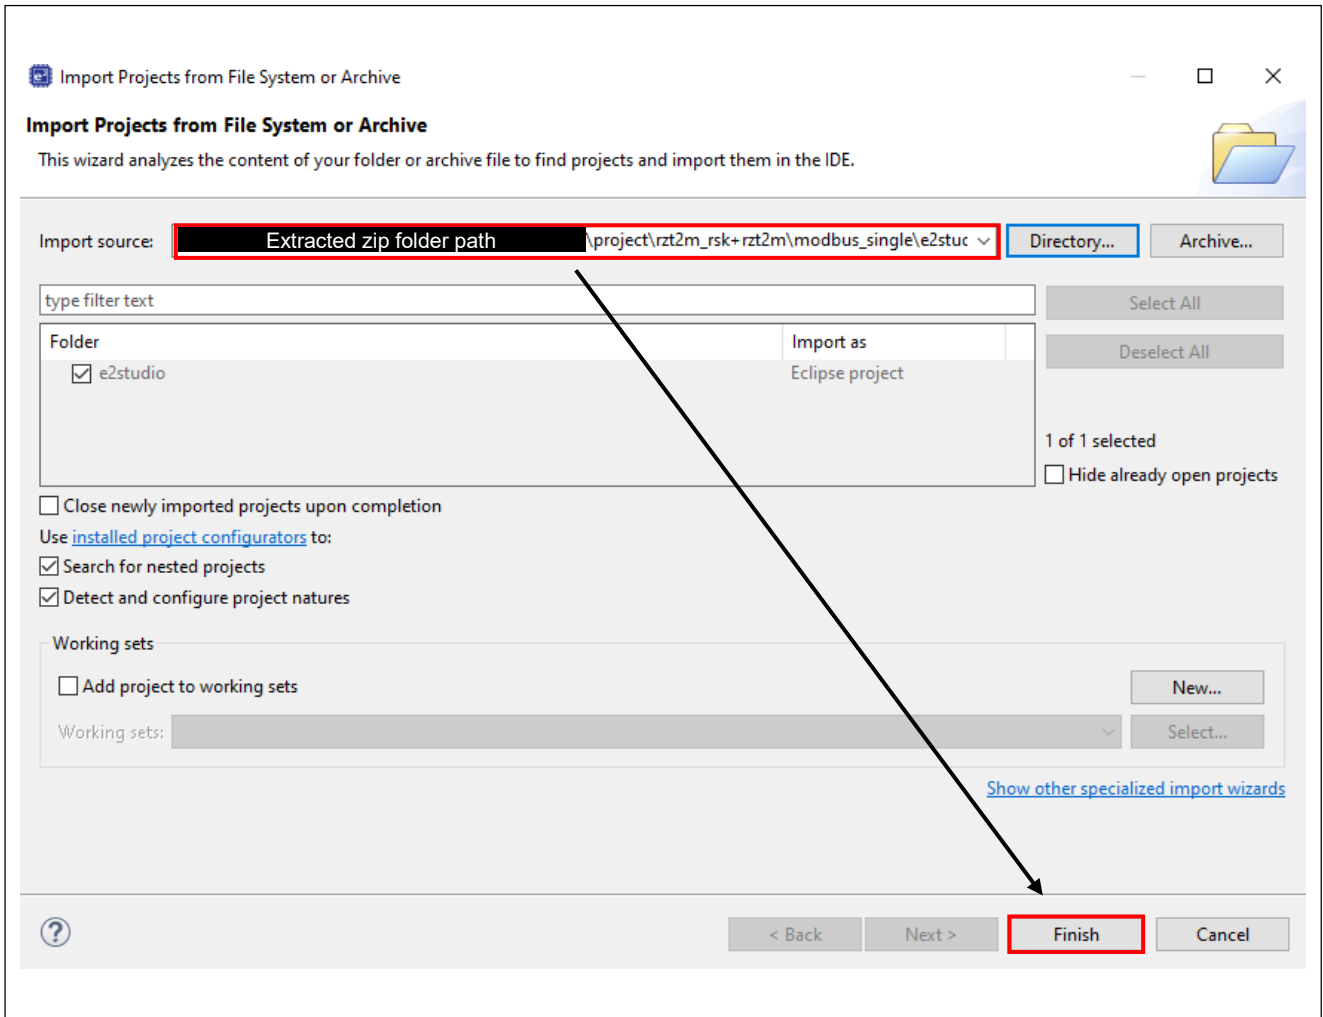 Import Projects from File System or Archive
Import Projects from File System or Archive
This wizard analyzes the content of your folder or archive file to find projects and import them in the IDE.
Import source: Extracted zip folder path \project\rzt2m_rsk+rzt2m\modbus_single\e2stuc Directory... Archive...
type filter text Select All
Folder Import as Deselect All
e2studio Eclipse project
1 of 1 selected
Hide already open projects
Close newly imported projects upon completion
Use installed project configurators to:
Search for nested projects
Detect and configure project natures
Working sets
Add project to working sets New...
Working sets: Select...
Show other specialized import wizards
< Back Next > Finish Cancel